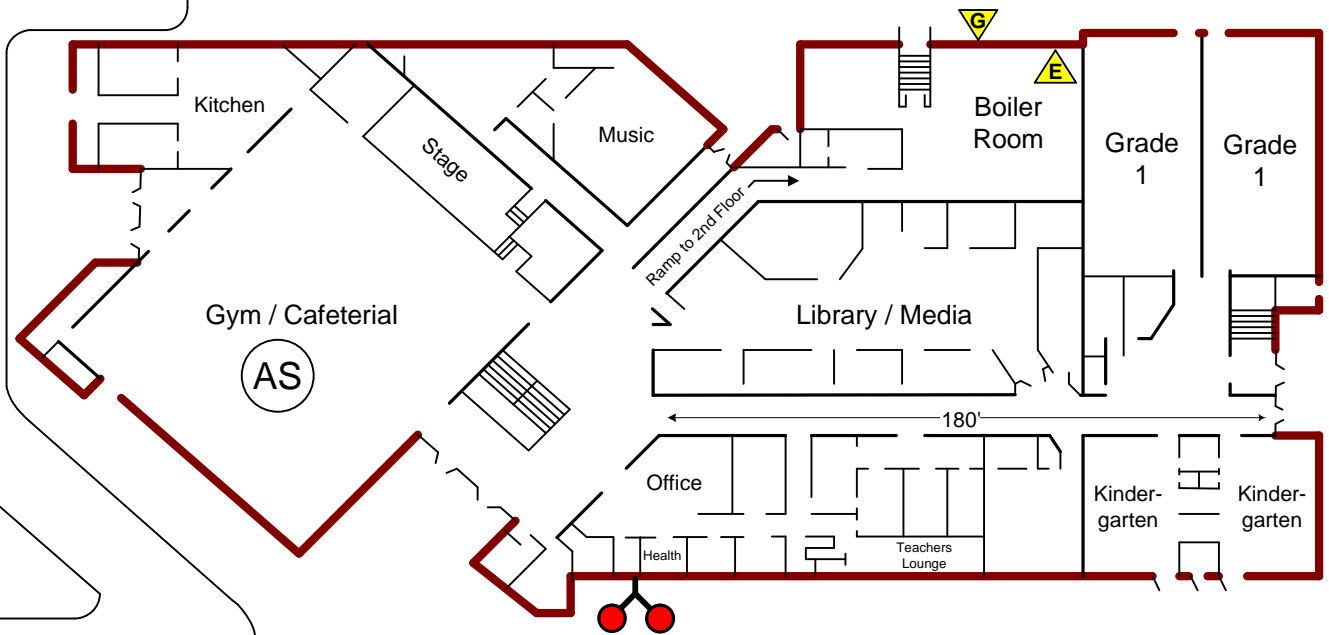 G
E
Kitchen
Music
Boiler
Room
Grade
1
Grade
1
Stage
Ramp to 2nd Floor
Gym / Cafeterial
Library / Media
AS
180'
Office
Kinder-
garten
Kinder-
garten
Health
Teachers
Lounge